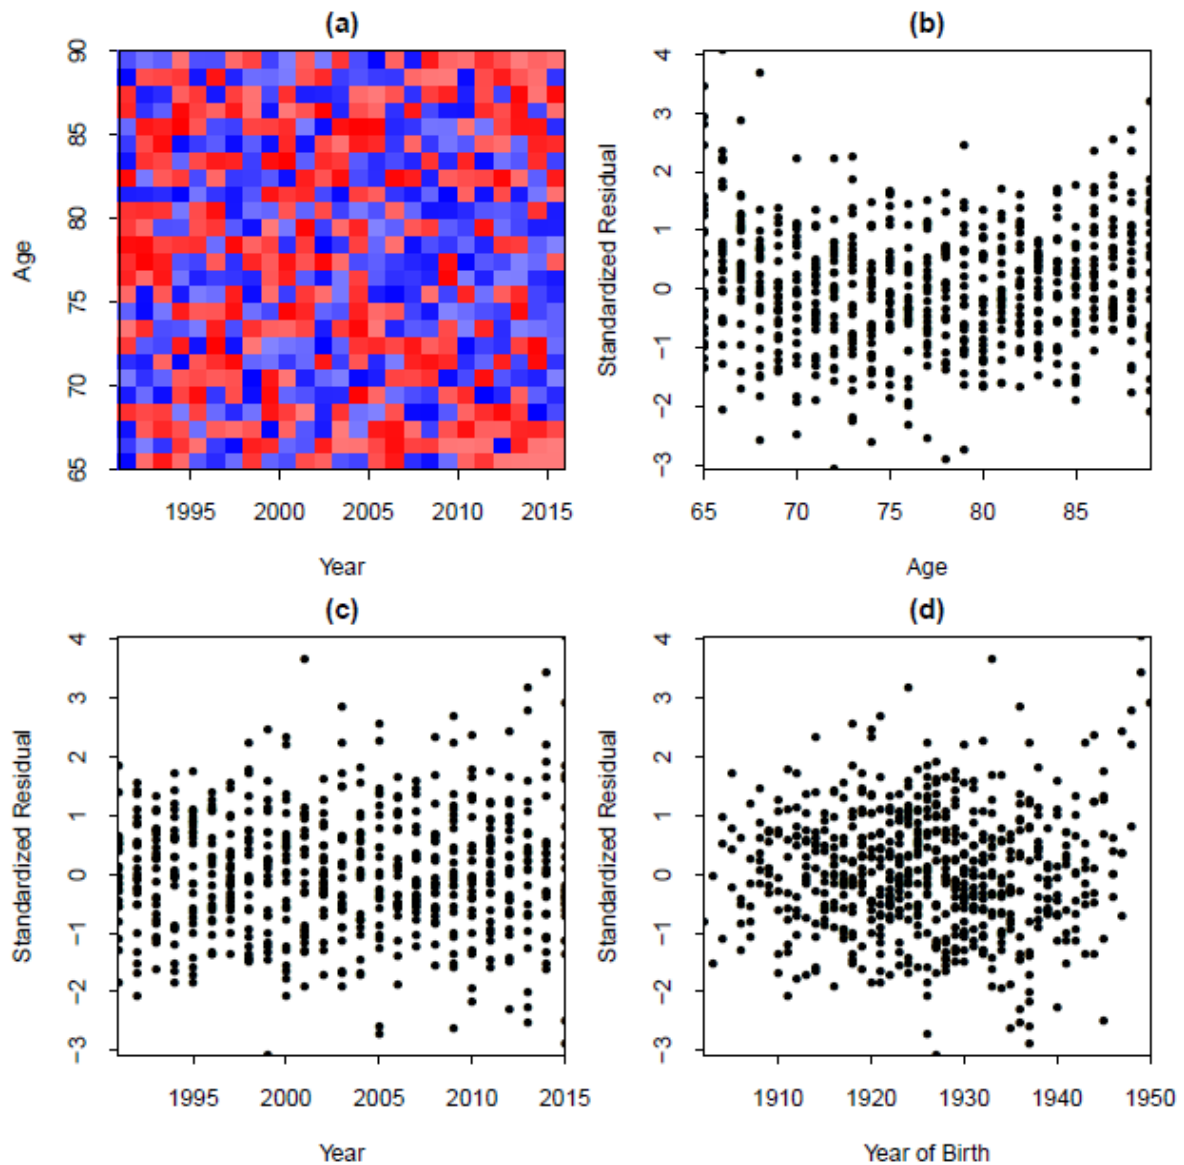 (a)
90
85
80
75
70
65
Age
1995 2000 2005 2010 2015
Year
(b)
4
3
2
1
0
−1
−2
−3
Standardized Residual
65 70 75 80 85
Age
(c)
4
3
2
1
0
−1
−2
−3
Standardized Residual
1995 2000 2005 2010 2015
Year
(d)
4
3
2
1
0
−1
−2
−3
Standardized Residual
1910 1920 1930 1940 1950
Year of Birth